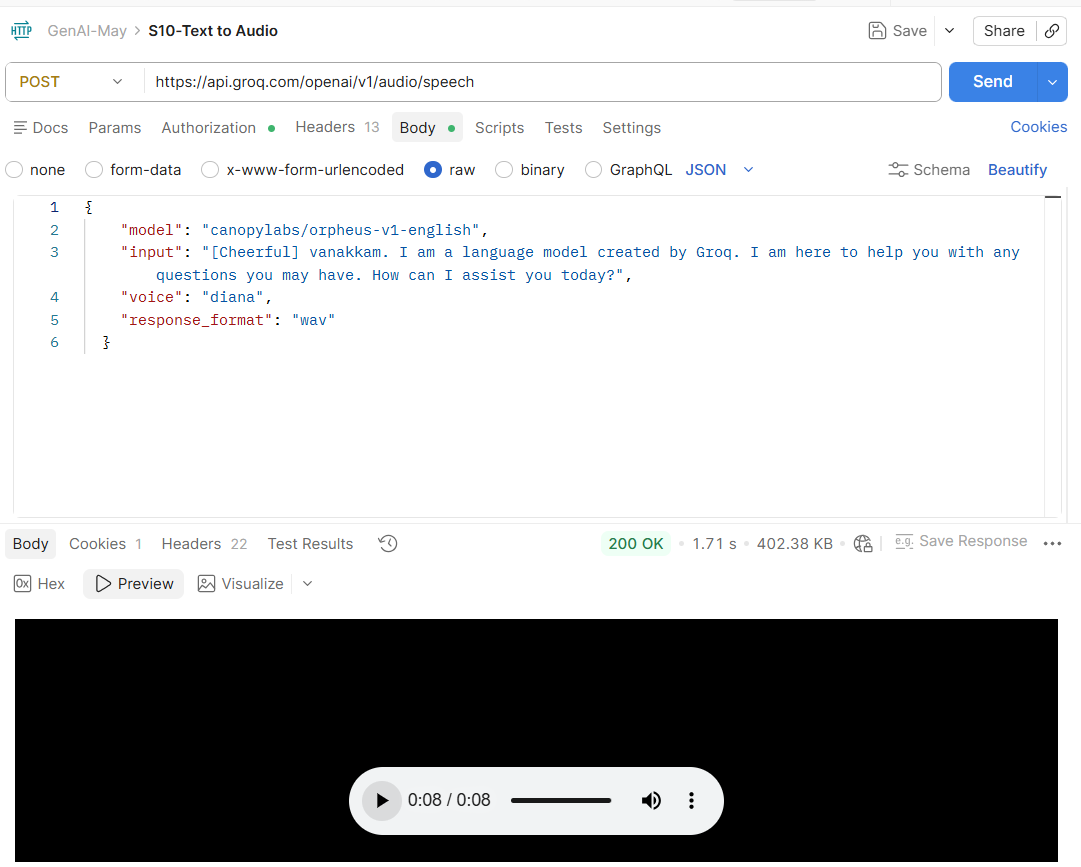 HTTP GenAI-May > S10-Text to Audio Save Share
POST https://api.groq.com/openai/v1/audio/speech Send
Docs Params Authorization Headers 13 Body Scripts Tests Settings Cookies
none form-data x-www-form-urlencoded raw binary GraphQL JSON Schema Beautify
1 {
2 "model": "canopylabs/orpheus-v1-english",
3 "input": "[Cheerful] vanakkam. I am a language model created by Groq. I am here to help you with any
questions you may have. How can I assist you today?",
4 "voice": "diana",
5 "response_format": "wav"
6 }
Body Cookies 1 Headers 22 Test Results 200 OK • 1.71 s • 402.38 KB • e.g. Save Response
0x Hex Preview Visualize
0:08 / 0:08